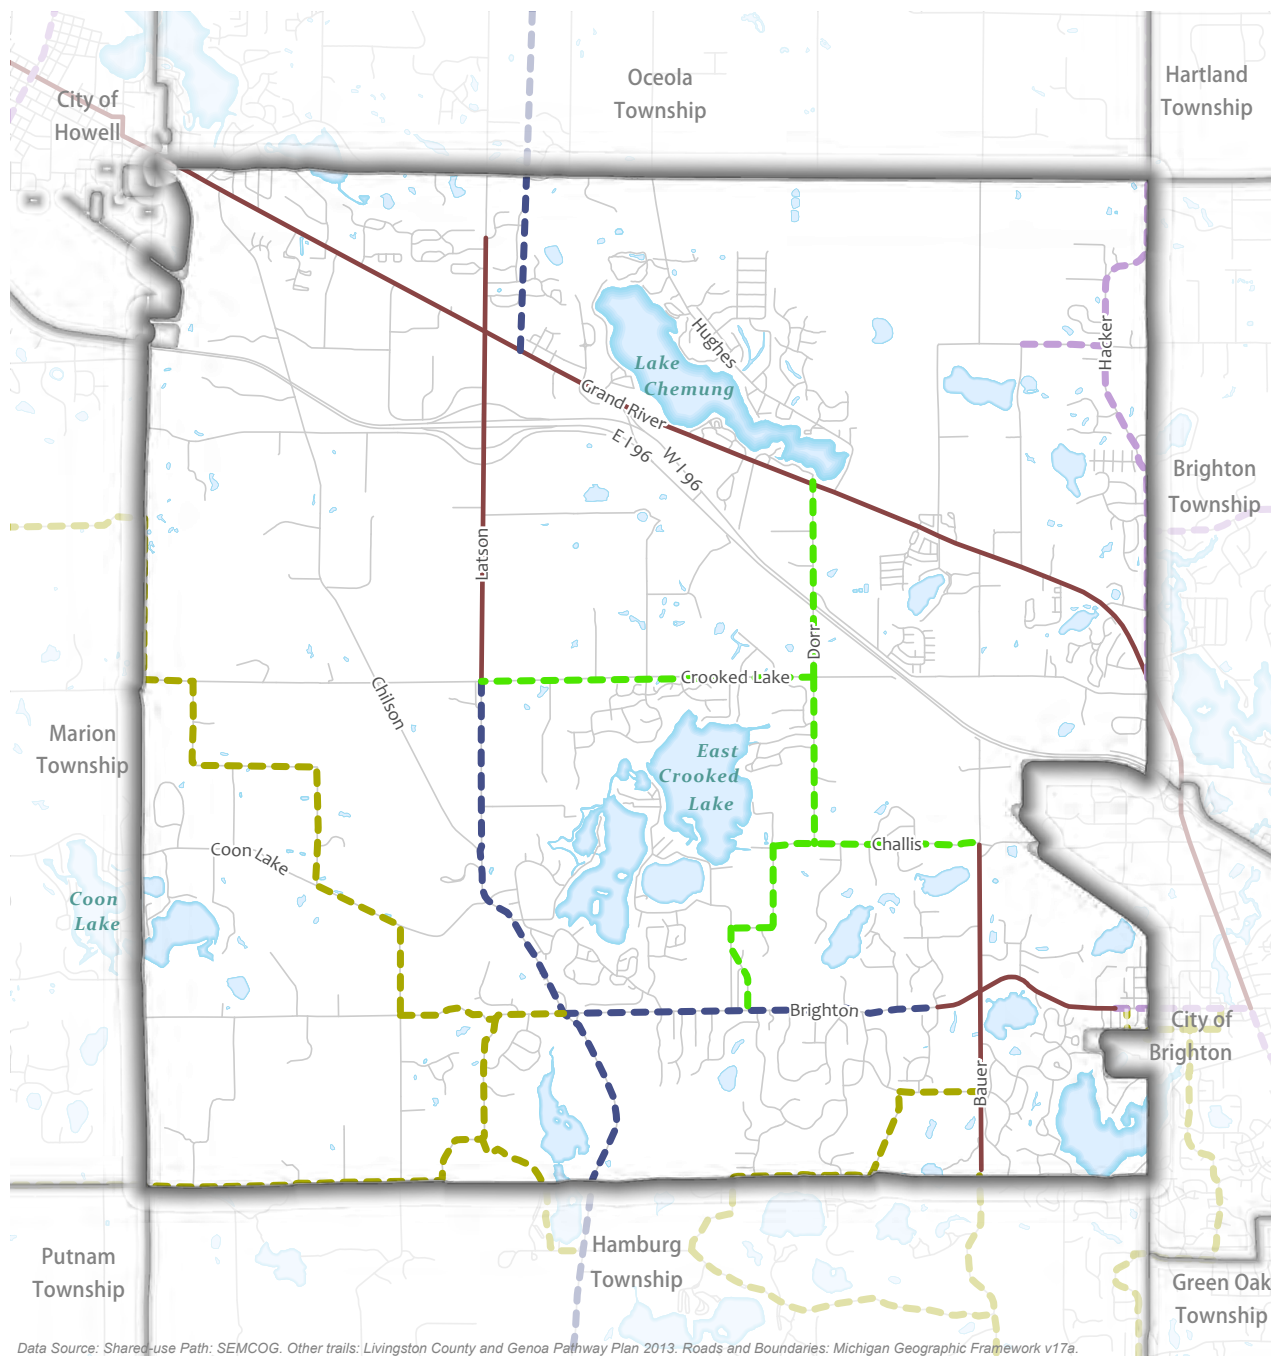 Oceola
Township
Hartland
Township
City of
Howell
Hughes
Hacker
Lake
Chemung
Grand River
E I 96
W I 96
Brighton
Township
Latson
Dorr
Crooked Lake
Chilson
Marion
Township
East
Crooked
Lake
Challis
Coon Lake
Coon
Lake
Brighton
City of
Brighton
Bauer
Hamburg
Township
Putnam
Township
Green Oak
Township
Data Source: Shared-use Path: SEMCOG. Other trails: Livingston County and Genoa Pathway Plan 2013. Roads and Boundaries: Michigan Geographic Framework v17a.